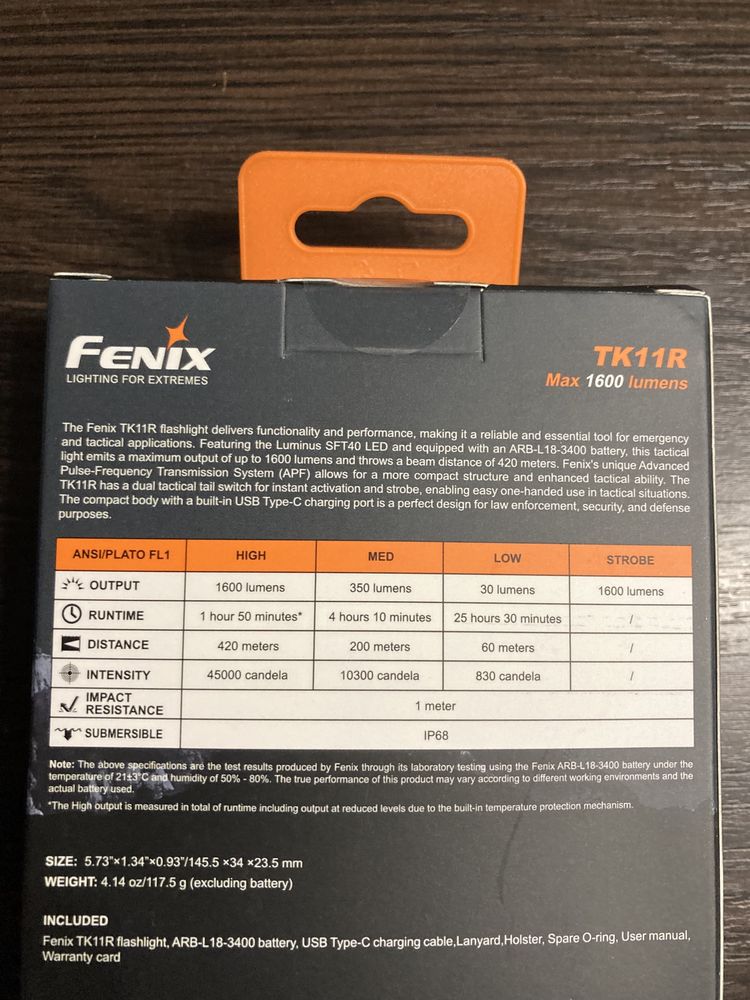 FENIX
LIGHTING FOR EXTREMES
TK11R
Max 1600 lumens
The Fenix TK11R flashlight delivers functionality and performance, making it a reliable and essential tool for emergency
and tactical applications. Featuring the Luminus SFT40 LED and equipped with an ARB-L18-3400 battery, this tactical
light emits a maximum output of up to 1600 lumens and throws a beam distance of 420 meters. Fenix's unique Advanced
Pulse-Frequency Transmission System (APF) allows for a more compact structure and enhanced tactical ability. The
TK11R has a dual tactical tail switch for instant activation and strobe, enabling easy one-handed use in tactical situations.
The compact body with a built-in USB Type-C charging port is a perfect design for law enforcement, security, and defense
purposes.
ANSI/PLATO FL1 HIGH MED LOW STROBE
OUTPUT 1600 lumens 350 lumens 30 lumens 1600 lumens
RUNTIME 1 hour 50 minutes* 4 hours 10 minutes 25 hours 30 minutes /
DISTANCE 420 meters 200 meters 60 meters /
INTENSITY 45000 candela 10300 candela 830 candela /
IMPACT
RESISTANCE 1 meter
SUBMERSIBLE IP68
Note: The above specifications are the test results produced by Fenix through its laboratory testing using the Fenix ARB-L18-3400 battery under the
temperature of 21±3°C and humidity of 50% - 80%. The true performance of this product may vary according to different working environments and the
actual battery used.
*The High output is measured in total of runtime including output at reduced levels due to the built-in temperature protection mechanism.
SIZE: 5.73"×1.34"×0.93"/145.5 ×34 ×23.5 mm
WEIGHT: 4.14 oz/117.5 g (excluding battery)
INCLUDED
Fenix TK11R flashlight, ARB-L18-3400 battery, USB Type-C charging cable,Lanyard,Holster, Spare O-ring, User manual,
Warranty card